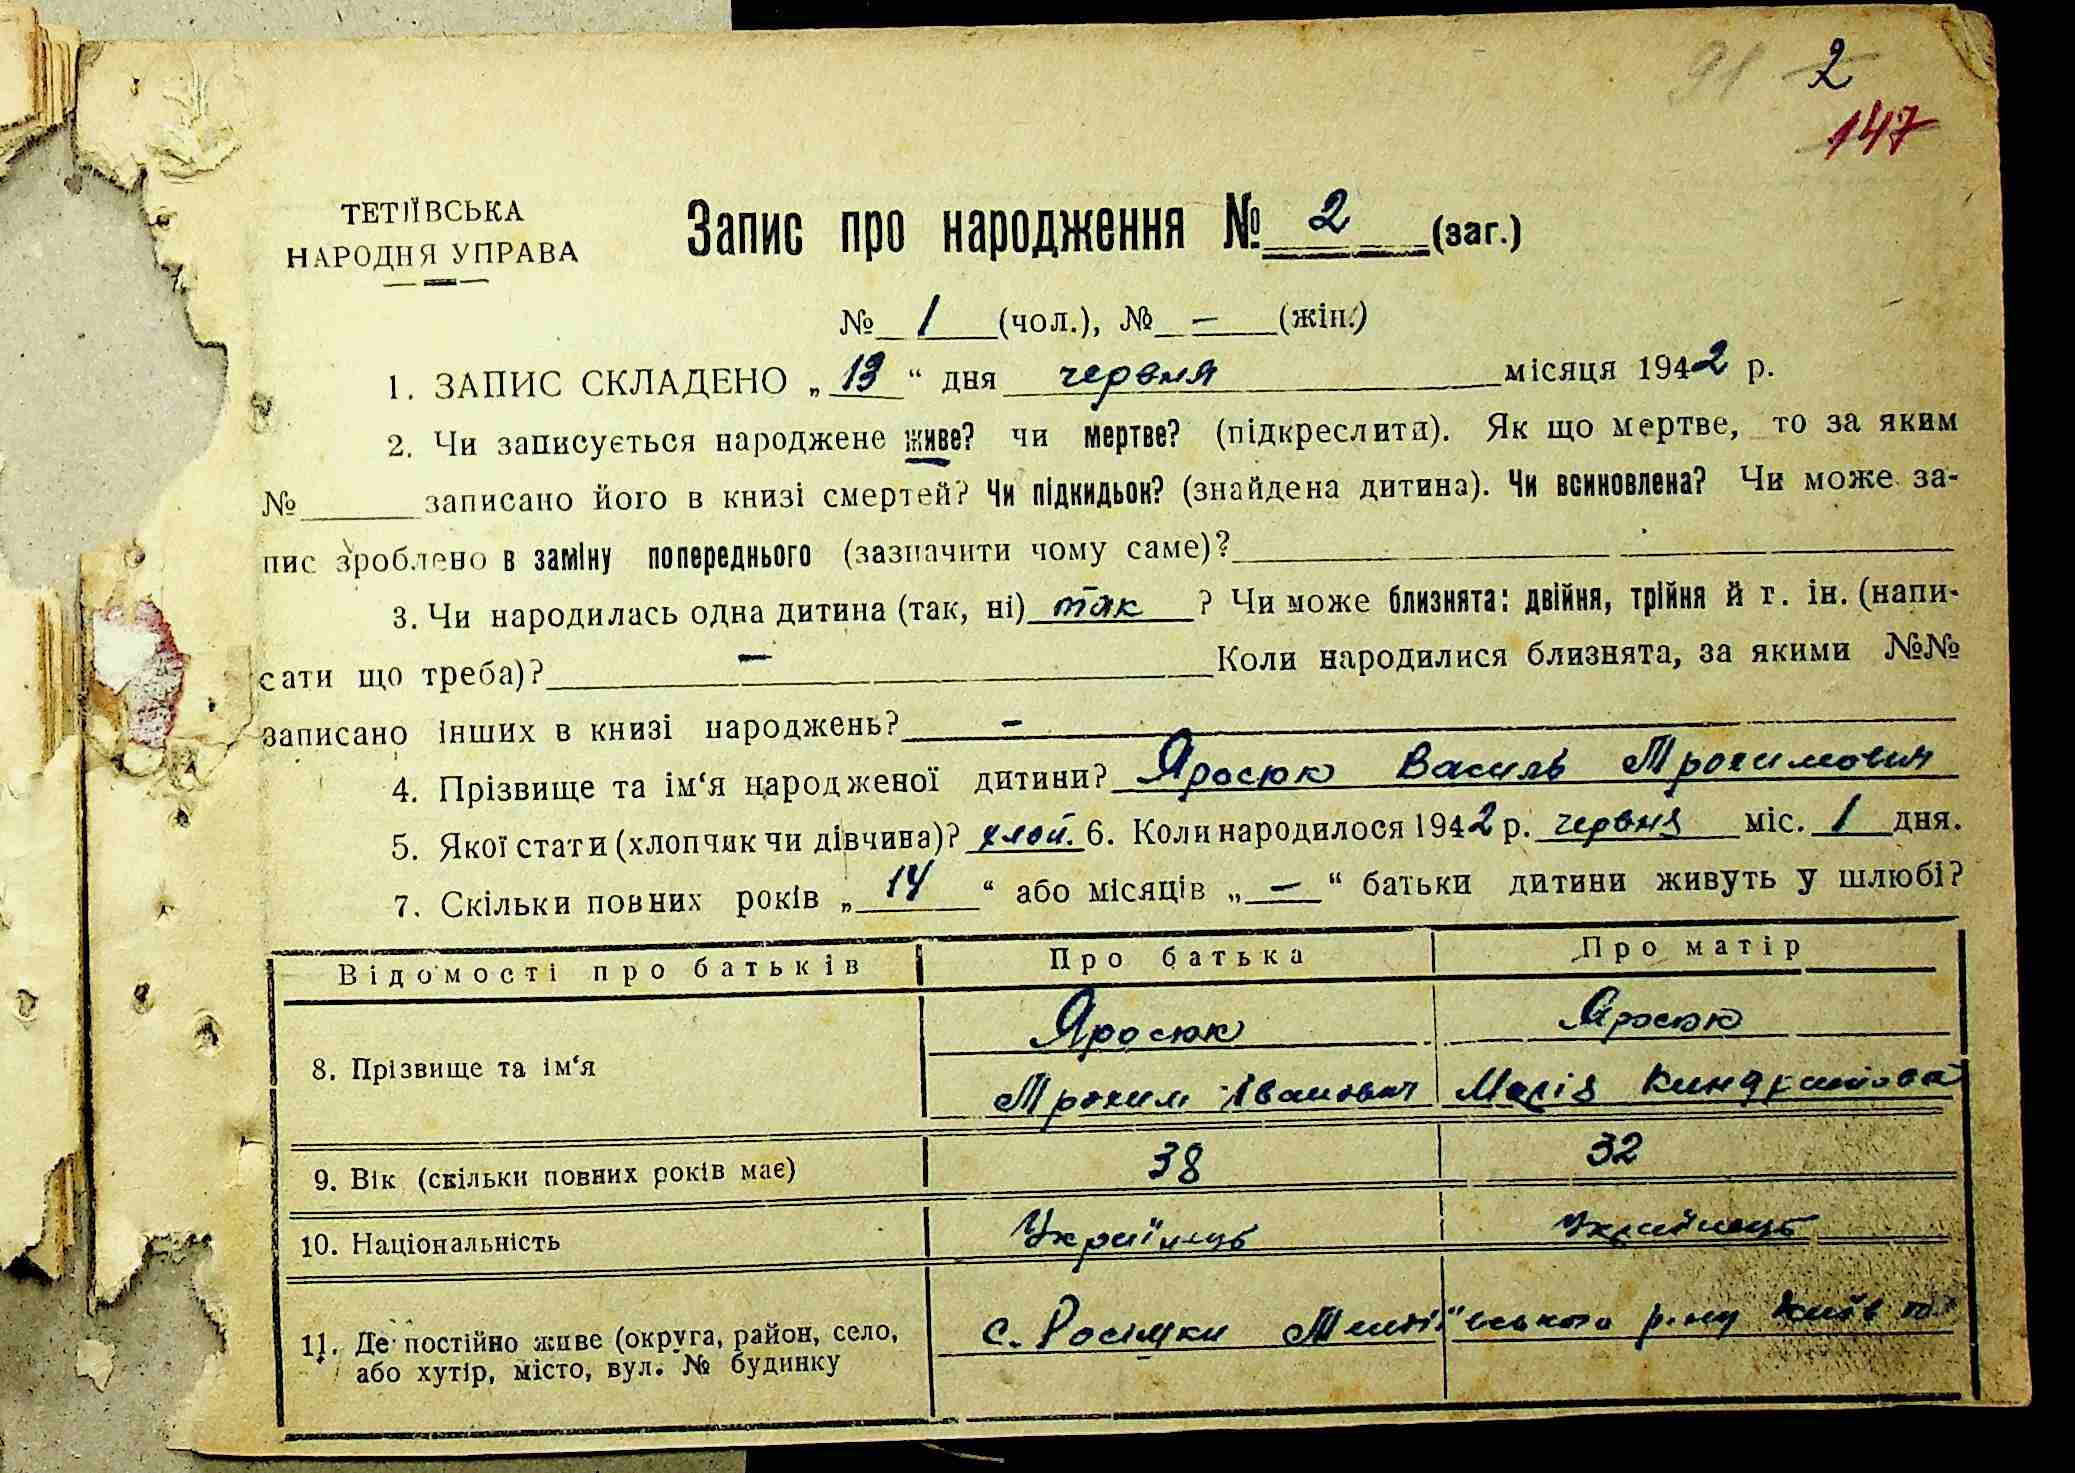 91 2
147
ТЕТІЇВСЬКА
НАРОДНЯ УПРАВА
Запис про народження № 2 (заг.)
№ 1 (чол.), № — (жін.)
1. ЗАПИС СКЛАДЕНО „ 13 “ дня червня місяця 1942 р.
2. Чи записується народжене живе? чи мертве? (підкреслити). Як що мертве, то за яким
№ записано його в книзі смертей? Чи підкидьок? (знайдена дитина). Чи всиновлена? Чи може за-
пис зроблено в заміну попереднього (зазначити чому саме)?
3. Чи народилась одна дитина (так, ні) так ? Чи може близнята: двійня, трійня й т. ін. (напи-
сати що треба)? — Коли народилися близнята, за якими №№
записано інших в книзі народжень? —
4. Прізвище та ім‘я народженої дитини? Яросюк Василь Трохимович
5. Якої стати (хлопчик чи дівчина)? 6. Коли народилося 1942 р. червня міс. 1 дня.
7. Скільки повних років „ 14 “ або місяців „ — “ батьки дитини живуть у шлюбі?
Відомості про батьків Про батька Про матір
Яросюк Яросюк
8. Прізвище та ім‘я
Трохим Іванович Марія Киндратова
9. Вік (скільки повних років має) 38 32
10. Національність Українець Українець
11. Де постійно живе (округа, район, село, с. Росішки Тетіївського р-ну Київ
або хутір, місто, вул. № будинку